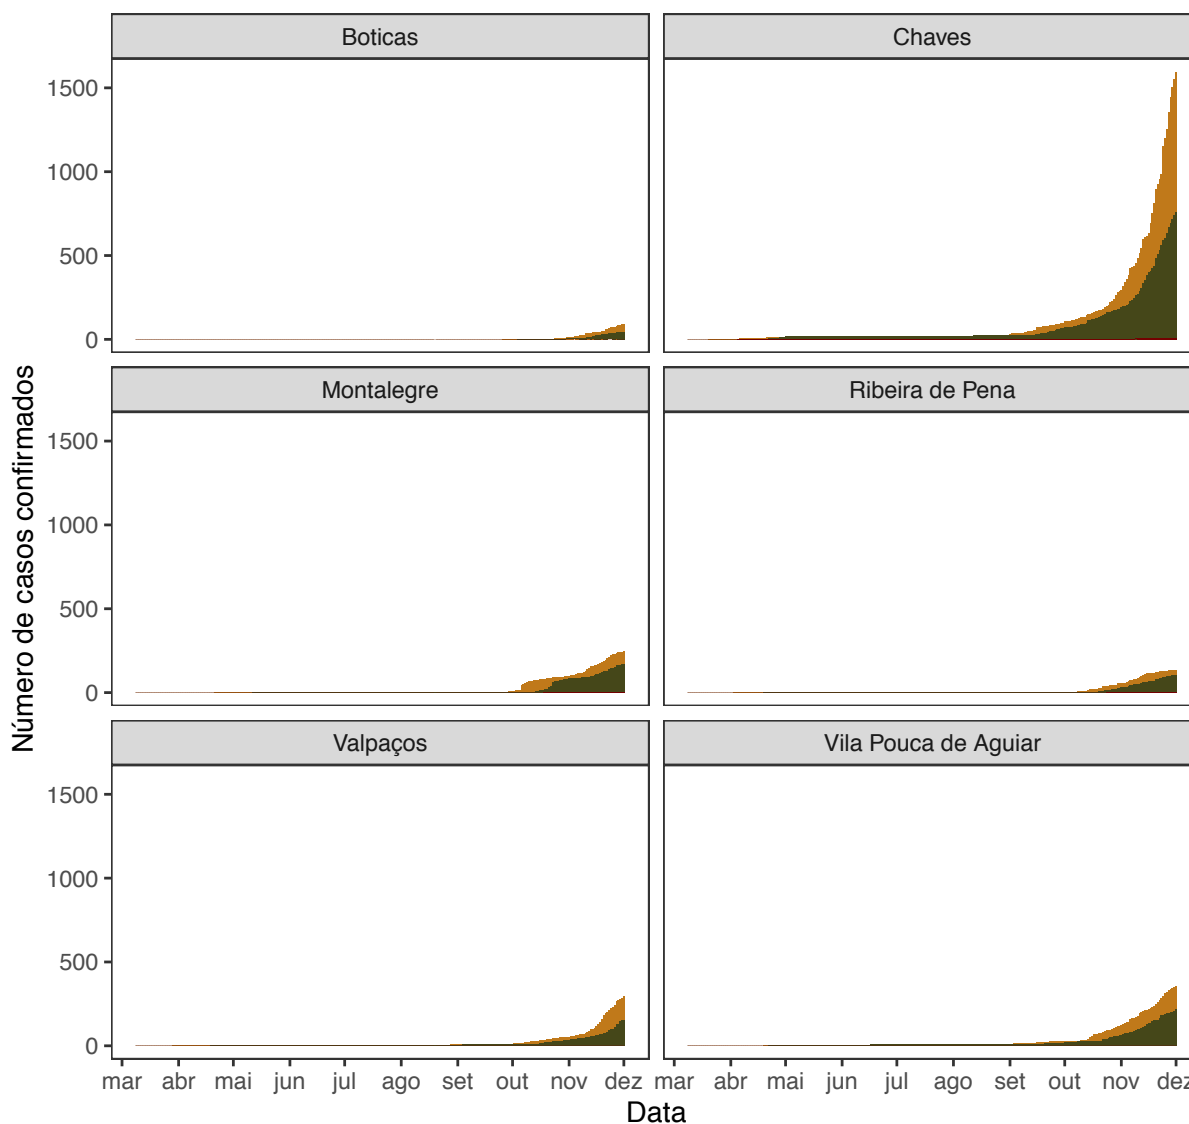 Boticas
Chaves
1500
1000
500
0
Montalegre
Ribeira de Pena
1500
1000
500
0
Valpaços
Vila Pouca de Aguiar
1500
1000
500
0
mar abr mai jun jul ago set out nov dez
mar abr mai jun jul ago set out nov dez
Data
Número de casos confirmados